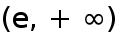 (e, + ∞)